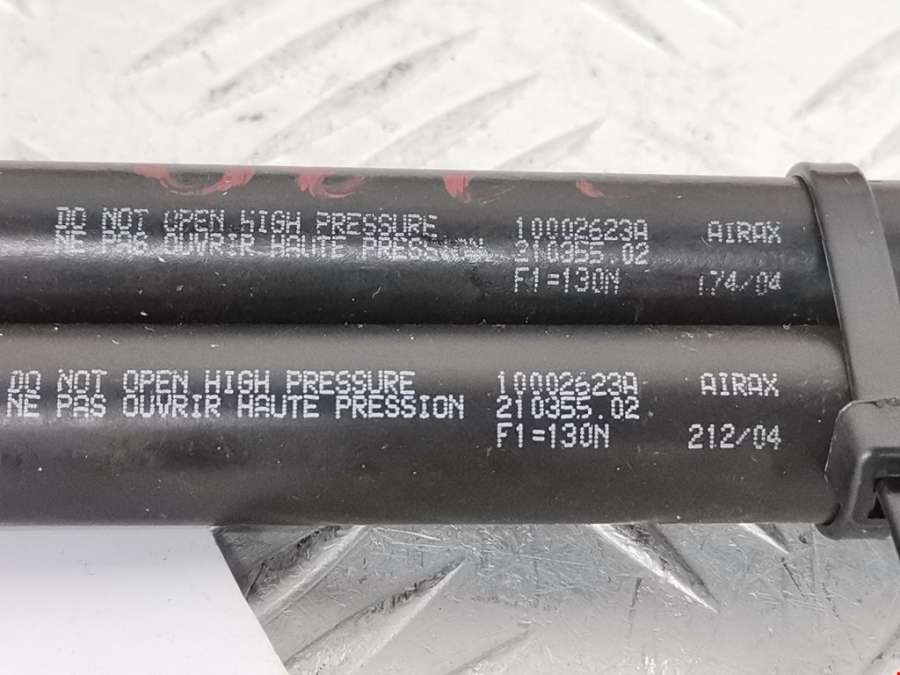 DO NOT OPEN HIGH PRESSURE 10002623A AIRAX
NE PAS OUVRIR HAUTE PRESSION 210355.02
F1=130N 174/04
DO NOT OPEN HIGH PRESSURE 10002623A AIRAX
NE PAS OUVRIR HAUTE PRESSION 210355.02
F1=130N 212/04